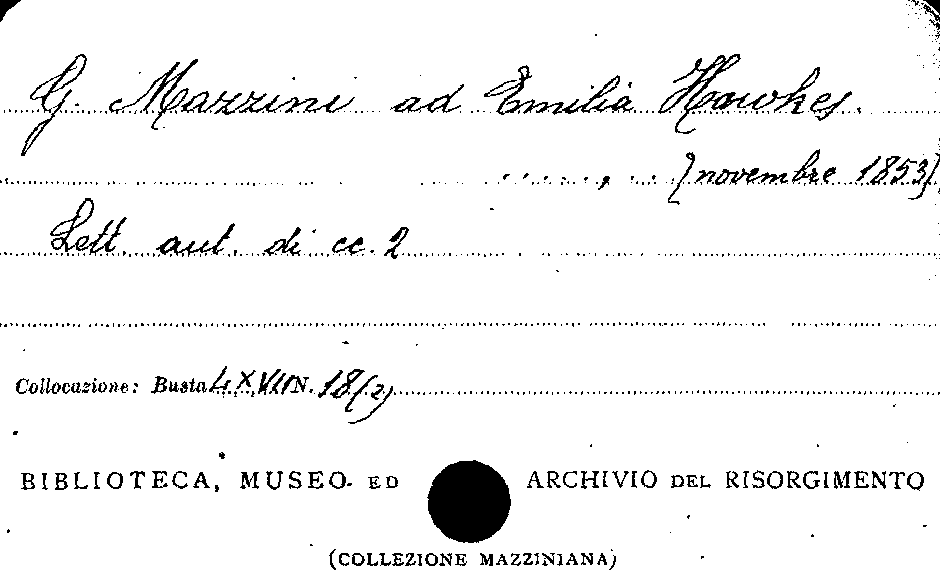 G. Mazzini ad Emilia Hawkes.
......, .. [novembre 1853]
Lett. aut. di cc. 2
Collocazione: Busta LXVII N. 18(2)
BIBLIOTECA, MUSEO ED ARCHIVIO DEL RISORGIMENTO
(COLLEZIONE MAZZINIANA)